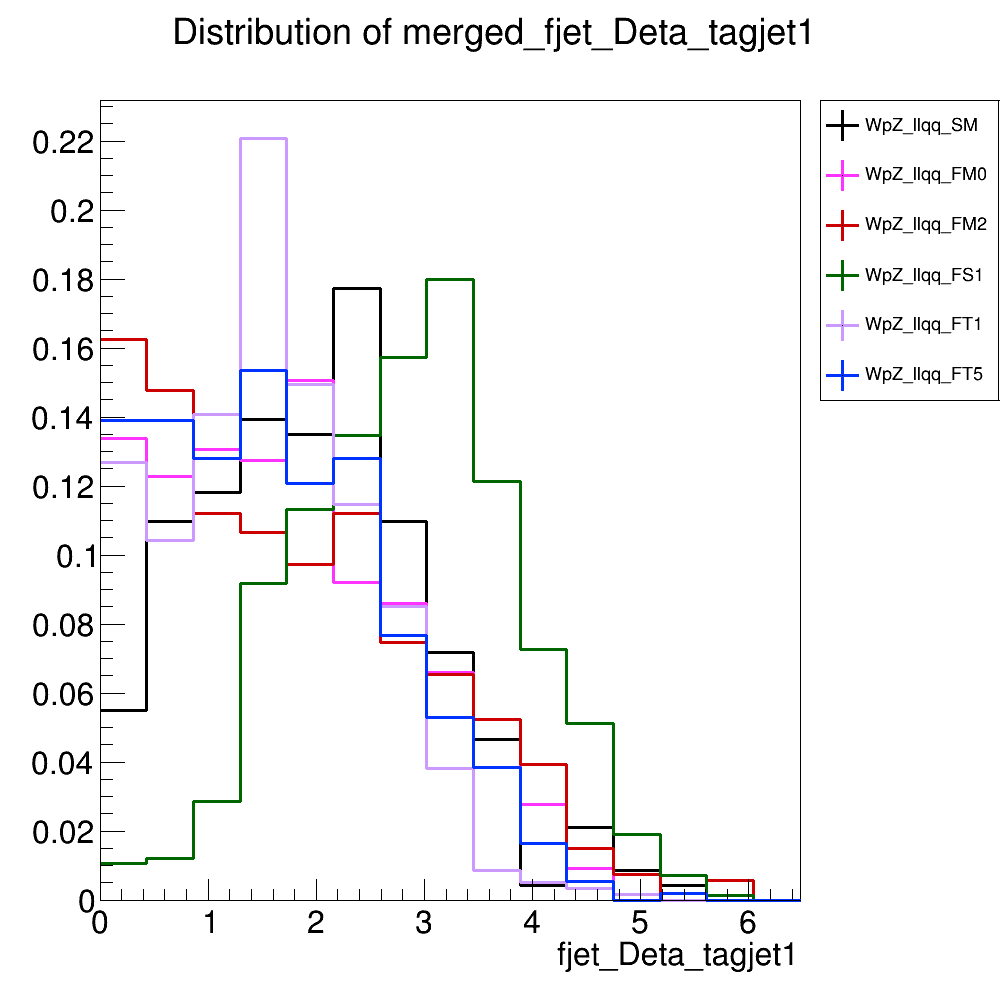 Distribution of merged_fjet_Deta_tagjet1
WpZ_llqq_SM
WpZ_llqq_FM0
WpZ_llqq_FM2
WpZ_llqq_FS1
WpZ_llqq_FT1
WpZ_llqq_FT5
0.22
0.2
0.18
0.16
0.14
0.12
0.1
0.08
0.06
0.04
0.02
0
0 1 2 3 4 5 6
fjet_Deta_tagjet1